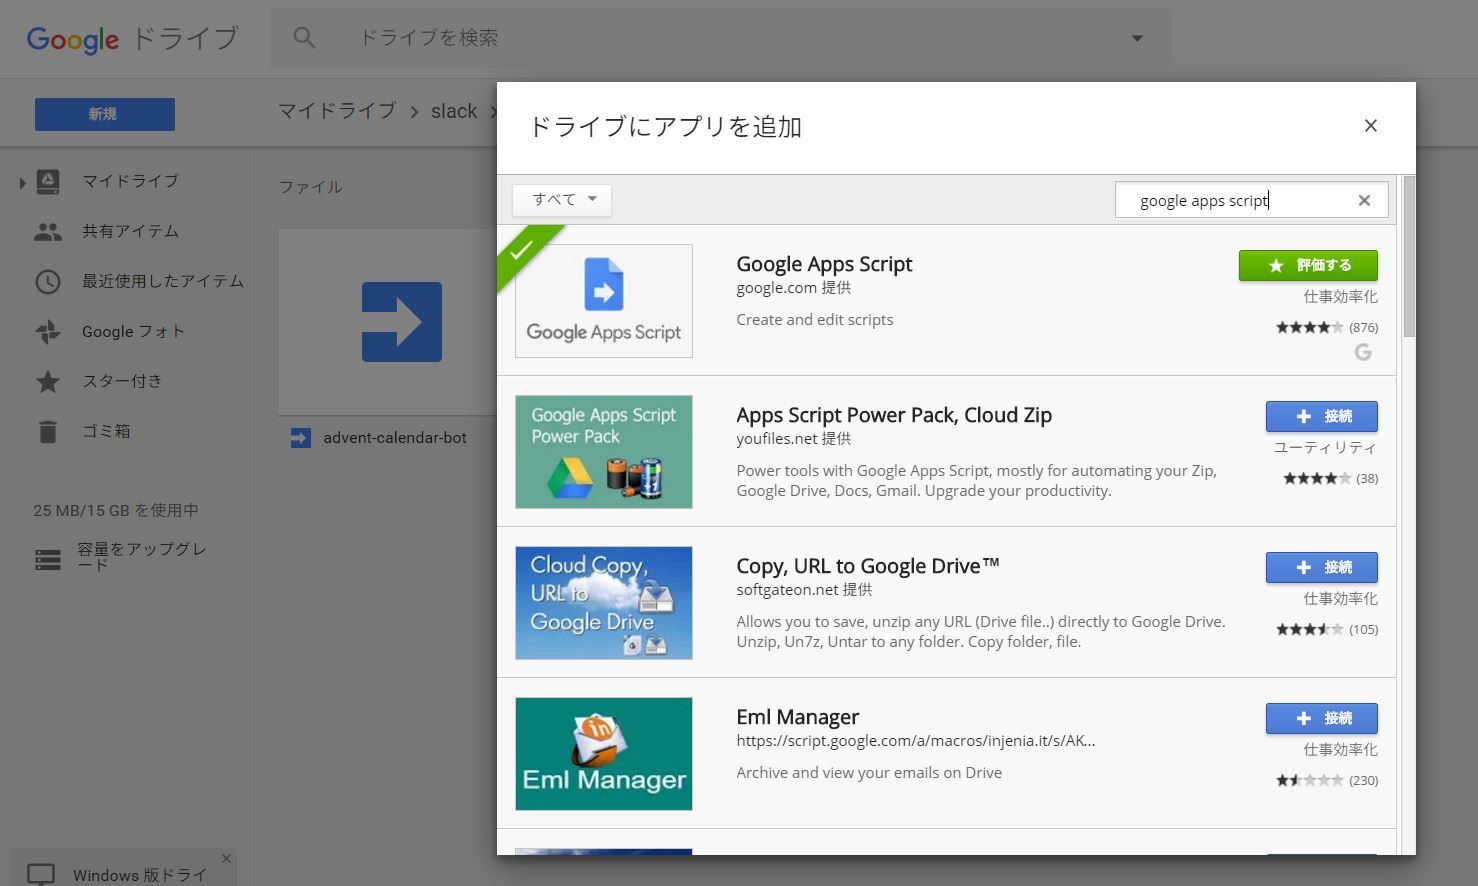 Google ドライブ
ドライブを検索
新規
マイドライブ
slack
マイドライブ
共有アイテム
最近使用したアイテム
Google フォト
スター付き
ゴミ箱
25 MB/15 GB を使用中
容量をアップグレ
ード
Windows 版ドライ
ファイル
advent-calendar-bot
ドライブにアプリを追加
すべて
google apps script
Google Apps Script
Google Apps Script
google.com 提供
Create and edit scripts
評価する
仕事効率化
(876)
G
Google Apps Script
Power Pack
Apps Script Power Pack, Cloud Zip
youfiles.net 提供
Power tools with Google Apps Script, mostly for automating your Zip,
Google Drive, Docs, Gmail. Upgrade your productivity.
接続
ユーティリティ
(38)
Cloud Copy,
URL to
Google Drive
Copy, URL to Google Drive™
softgateon.net 提供
Allows you to save, unzip any URL (Drive file..) directly to Google Drive.
Unzip, Un7z, Untar to any folder. Copy folder, file.
接続
仕事効率化
(105)
in
Eml Manager
Eml Manager
https://script.google.com/a/macros/injenia.it/s/AK...
Archive and view your emails on Drive
接続
仕事効率化
(230)